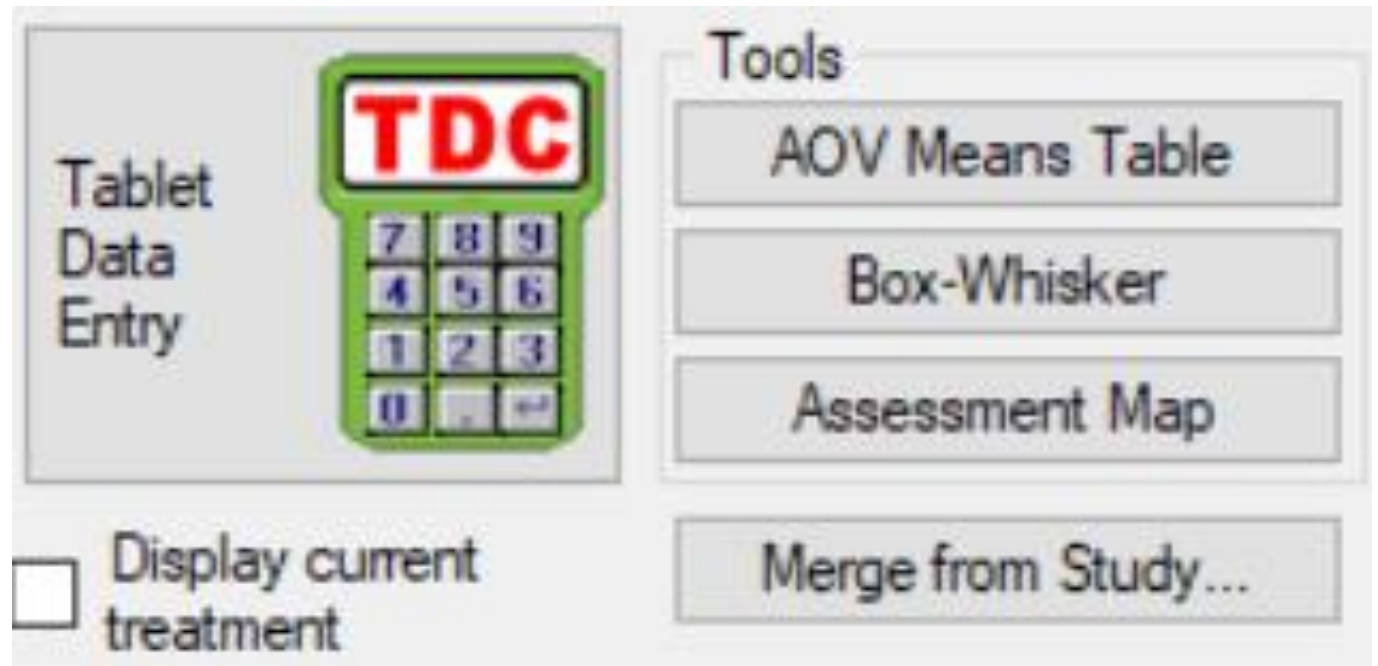 Tablet
Data
Entry
TDC
7 8 9
4 5 6
1 2 3
0 . ↵
Display current
treatment
Tools
AOV Means Table
Box-Whisker
Assessment Map
Merge from Study...